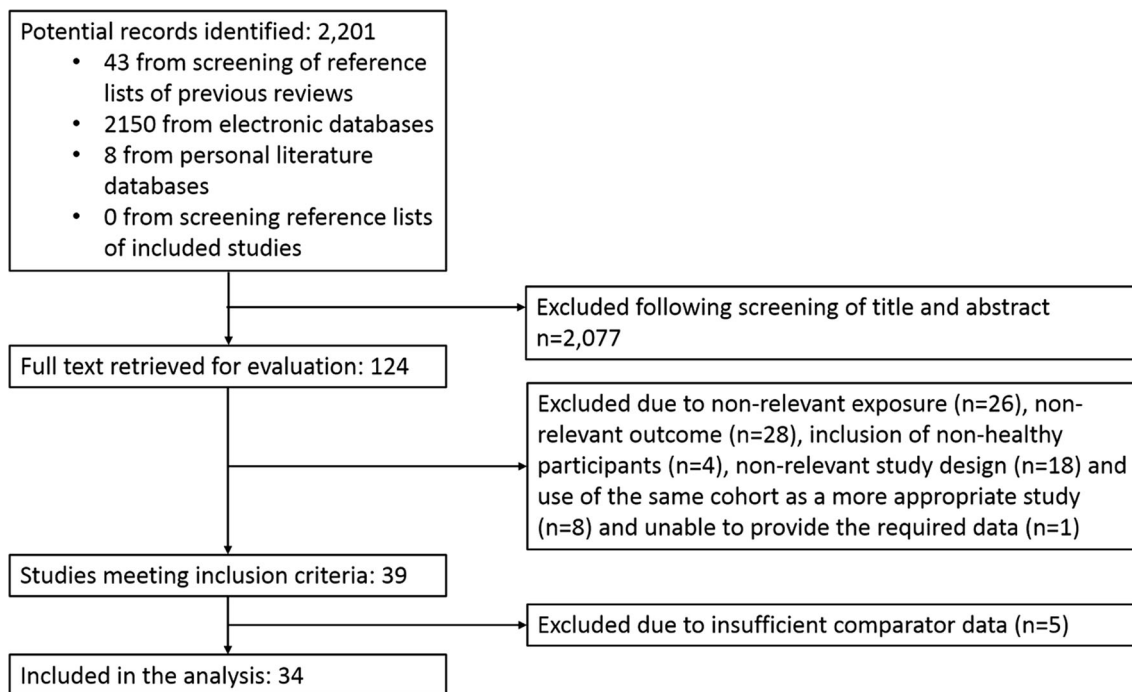 Potential records identified: 2,201
• 43 from screening of reference
lists of previous reviews
• 2150 from electronic databases
• 8 from personal literature
databases
• 0 from screening reference lists
of included studies
Excluded following screening of title and abstract
n=2,077
Full text retrieved for evaluation: 124
Excluded due to non-relevant exposure (n=26), non-
relevant outcome (n=28), inclusion of non-healthy
participants (n=4), non-relevant study design (n=18) and
use of the same cohort as a more appropriate study
(n=8) and unable to provide the required data (n=1)
Studies meeting inclusion criteria: 39
Excluded due to insufficient comparator data (n=5)
Included in the analysis: 34